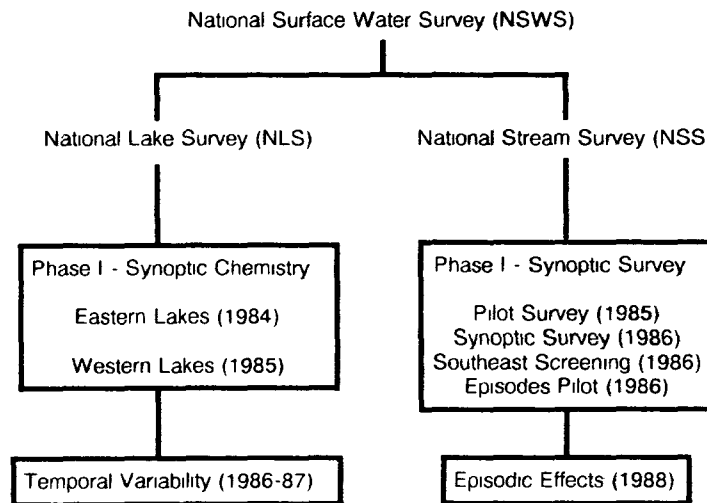 National Surface Water Survey (NSWS)
National Lake Survey (NLS)
National Stream Survey (NSS
Phase I - Synoptic Chemistry
Eastern Lakes (1984)
Western Lakes (1985)
Phase I - Synoptic Survey
Pilot Survey (1985)
Synoptic Survey (1986)
Southeast Screening (1986)
Episodes Pilot (1986)
Temporal Variability (1986-87)
Episodic Effects (1988)